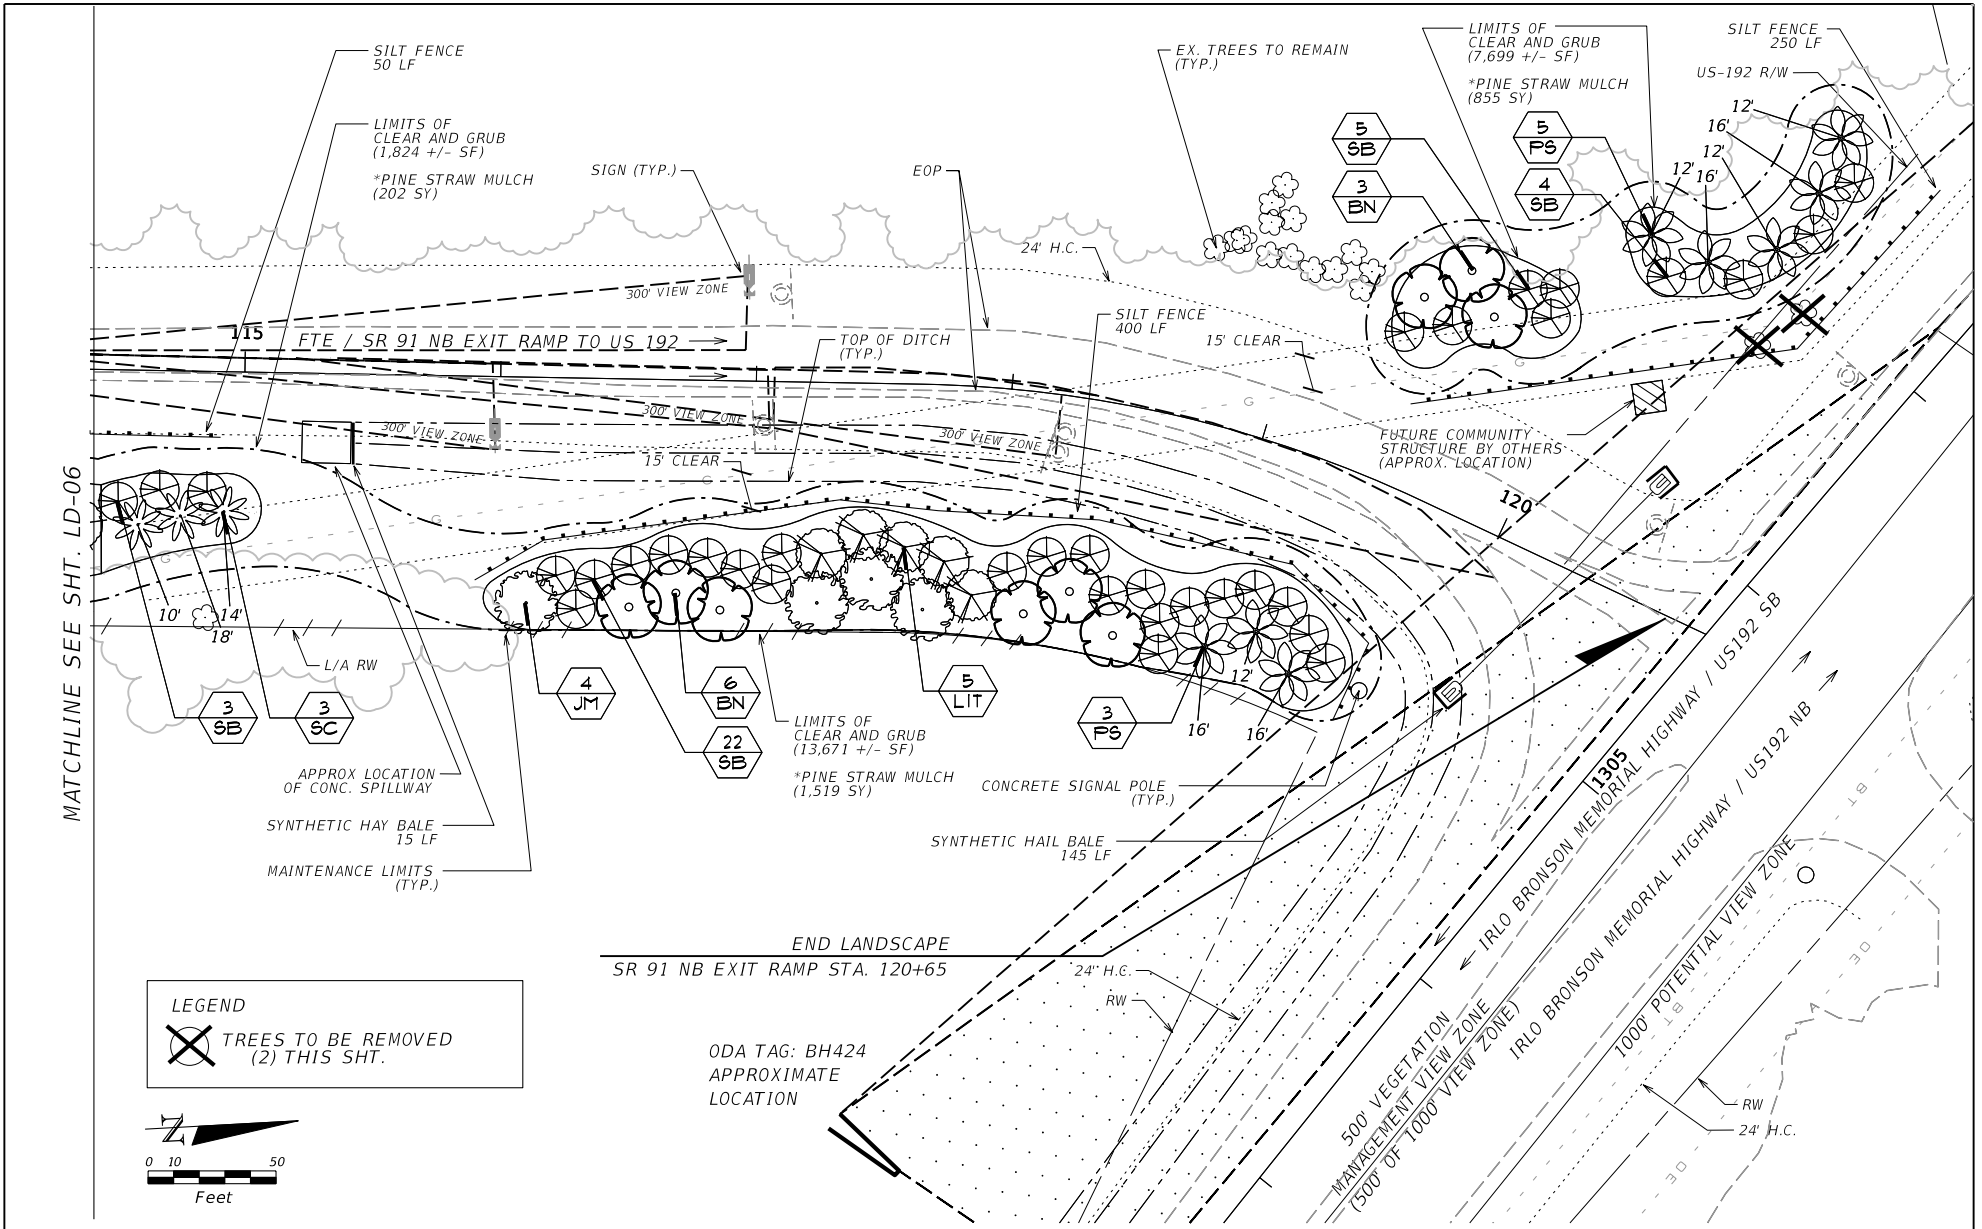 SILT FENCE
50 LF
LIMITS OF
CLEAR AND GRUB
(1,824 +/- SF)
*PINE STRAW MULCH
(202 SY)
SIGN (TYP.)
EOP
EX. TREES TO REMAIN
(TYP.)
LIMITS OF
CLEAR AND GRUB
(7,699 +/- SF)
*PINE STRAW MULCH
(855 SY)
SILT FENCE
250 LF
US-192 R/W
12'
16'
12'
12'
16'
5
SB
5
PS
3
BN
4
SB
24' H.C.
300' VIEW ZONE
115
FTE / SR 91 NB EXIT RAMP TO US 192
TOP OF DITCH
(TYP.)
SILT FENCE
400 LF
15' CLEAR
G
G
300' VIEW ZONE
300' VIEW ZONE
300' VIEW ZONE
15' CLEAR
FUTURE COMMUNITY
STRUCTURE BY OTHERS
(APPROX. LOCATION)
G
G
G
120
MATCHLINE SEE SHT. LD-06
10'
14'
18'
L/A RW
3
SB
3
SC
4
JM
6
BN
22
SB
5
LIT
3
PS
12'
16'
16'
LIMITS OF
CLEAR AND GRUB
(13,671 +/- SF)
*PINE STRAW MULCH
(1,519 SY)
APPROX LOCATION
OF CONC. SPILLWAY
SYNTHETIC HAY BALE
15 LF
MAINTENANCE LIMITS
(TYP.)
CONCRETE SIGNAL POLE
(TYP.)
SYNTHETIC HAIL BALE
145 LF
END LANDSCAPE
SR 91 NB EXIT RAMP STA. 120+65
24' H.C.
RW
1305
IRLO BRONSON MEMORIAL HIGHWAY / US192 SB
IRLO BRONSON MEMORIAL HIGHWAY / US192 NB
1000' POTENTIAL VIEW ZONE
500' VEGETATION
MANAGEMENT VIEW ZONE
(500' OF 1000' VIEW ZONE)
BT
OE
BT
OE
RW
24' H.C.
LEGEND
TREES TO BE REMOVED
(2) THIS SHT.
ODA TAG: BH424
APPROXIMATE
LOCATION
Z
0 10 50
Feet